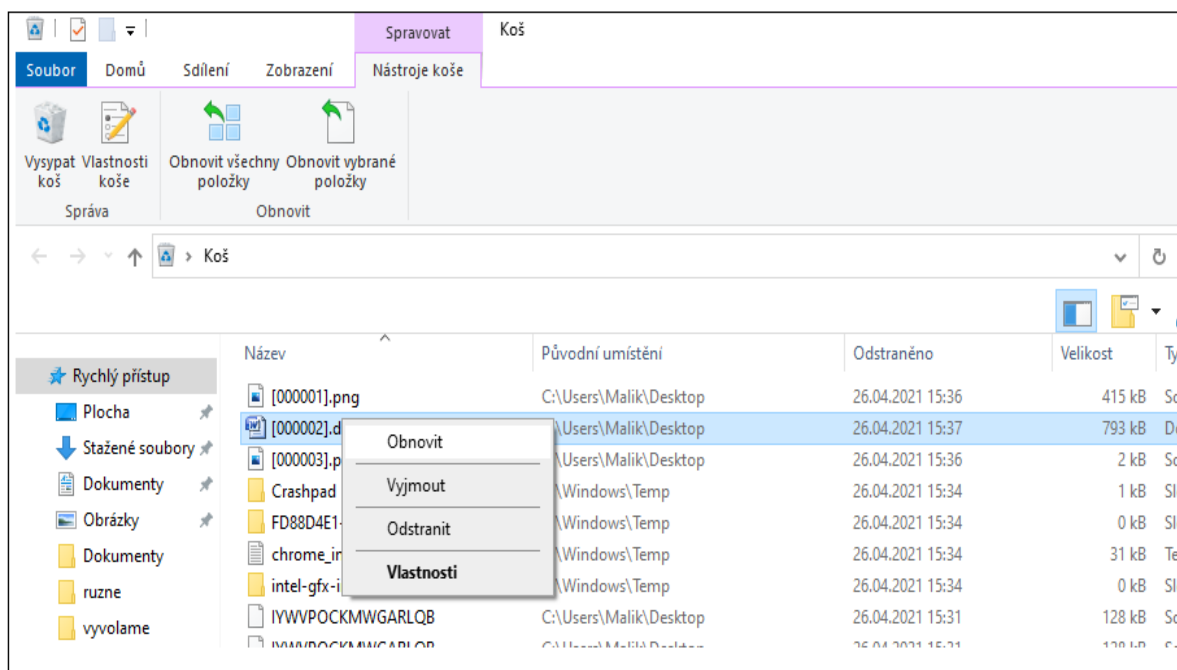 Spravovat Koš
Soubor Domů Sdílení Zobrazení Nástroje koše
Vysypat koš
Vlastnosti koše
Obnovit všechny položky
Obnovit vybrané položky
Správa Obnovit
Koš
Název Původní umístění Odstraněno Velikost
Rychlý přístup
Plocha
Stažené soubory
Dokumenty
Obrázky
Dokumenty
ruzne
vyvolame
[000001].png C:\Users\Malik\Desktop 26.04.2021 15:36 415 kB
[000002].d \Users\Malik\Desktop 26.04.2021 15:37 793 kB
[000003].p \Users\Malik\Desktop 26.04.2021 15:36 2 kB
Crashpad \Windows\Temp 26.04.2021 15:34 1 kB
FD88D4E1- \Windows\Temp 26.04.2021 15:34 0 kB
chrome_in \Windows\Temp 26.04.2021 15:34 31 kB
intel-gfx-i \Windows\Temp 26.04.2021 15:34 0 kB
IYWVPOCKMWGARLQB C:\Users\Malik\Desktop 26.04.2021 15:31 128 kB
Obnovit
Vyjmout
Odstranit
Vlastnosti